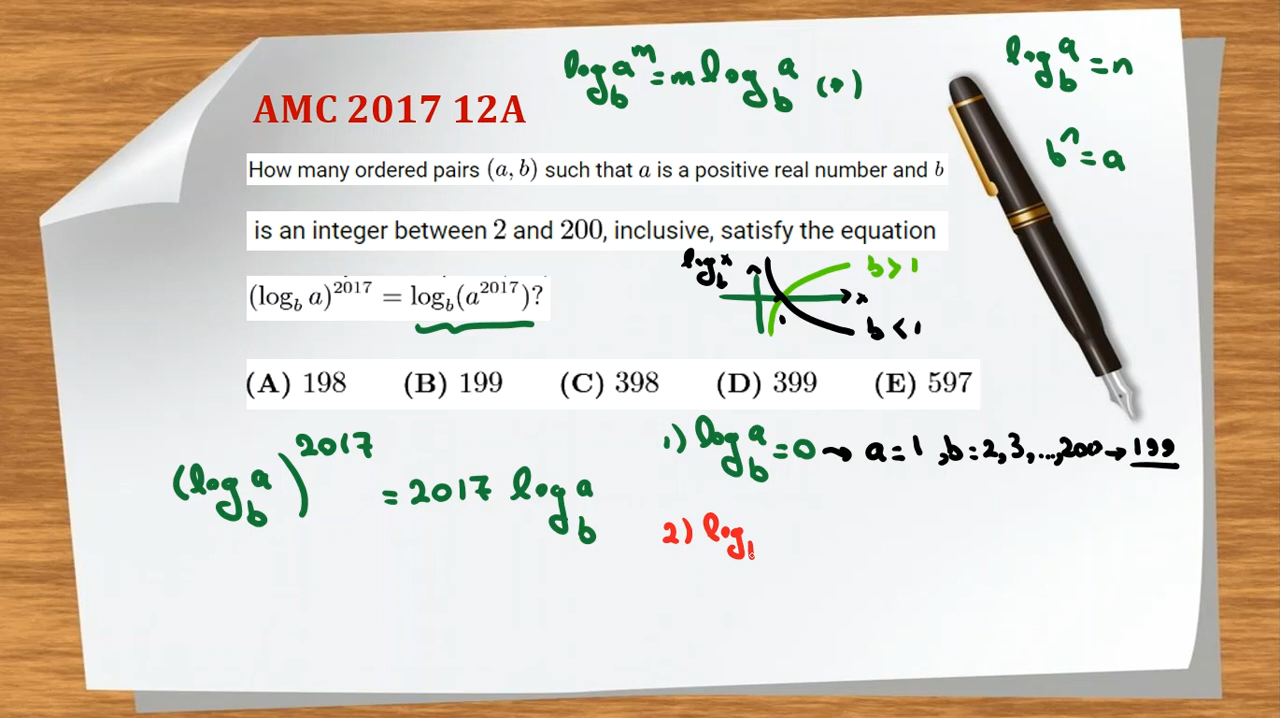 log_b a^m = m log_b a (*)
log_b a = n
b^n = a
AMC 2017 12A
How many ordered pairs (a, b) such that a is a positive real number and b
is an integer between 2 and 200, inclusive, satisfy the equation
(log_b a)^2017 = log_b(a^2017)?
log_b x
b > 1
x
1
b < 1
(A) 198 (B) 199 (C) 398 (D) 399 (E) 597
(log_b a)^2017 = 2017 log_b a
1) log_b a = 0 → a = 1, b: 2, 3, ..., 200 → 199
2) log